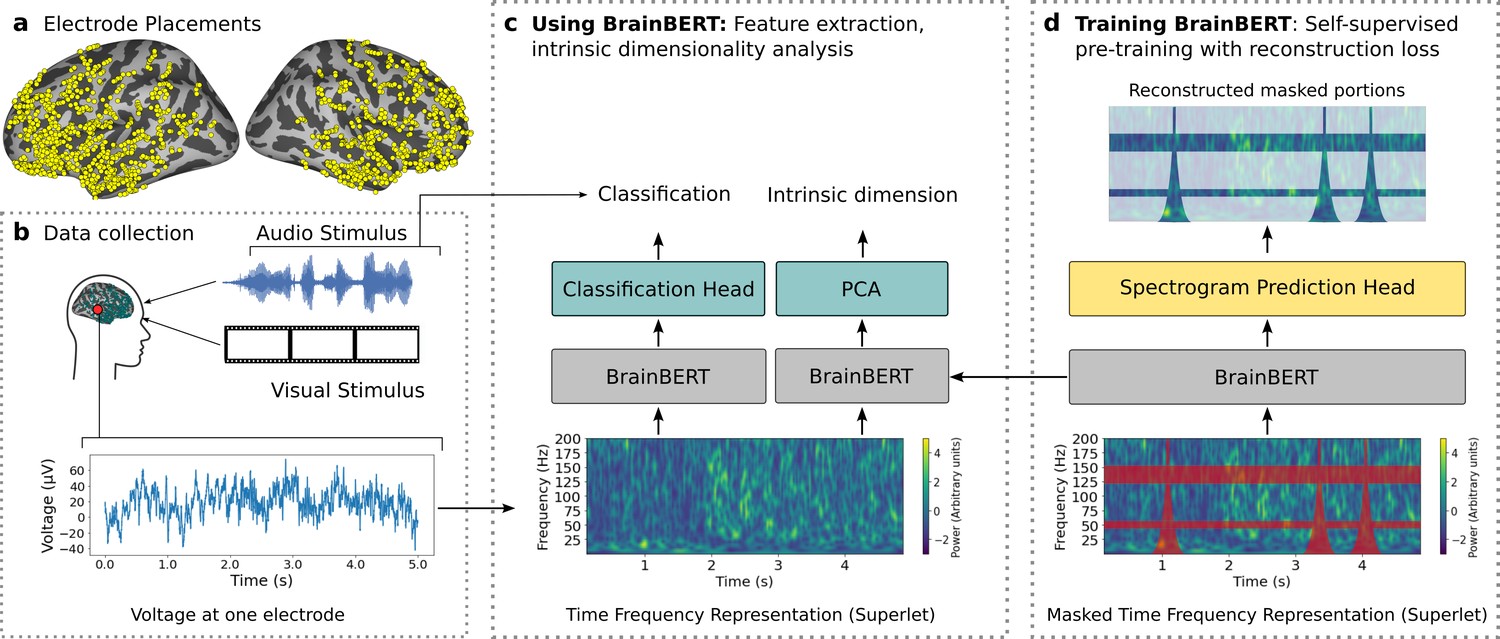 a Electrode Placements
b Data collection
Audio Stimulus
Visual Stimulus
Voltage (µV)
60
40
20
0
−20
−40
0.0 1.0 2.0 3.0 4.0 5.0
Time (s)
Voltage at one electrode
c Using BrainBERT: Feature extraction,
intrinsic dimensionality analysis
Classification
Intrinsic dimension
Classification Head
PCA
BrainBERT
BrainBERT
Frequency (Hz)
200
175
150
125
100
75
50
25
1 2 3 4
Time (s)
4
2
0
−2
Power (Arbitrary units)
Time Frequency Representation (Superlet)
d Training BrainBERT: Self-supervised
pre-training with reconstruction loss
Reconstructed masked portions
Spectrogram Prediction Head
BrainBERT
Frequency (Hz)
200
175
150
125
100
75
50
25
1 2 3 4
Time (s)
4
2
0
−2
Power (Arbitrary units)
Masked Time Frequency Representation (Superlet)